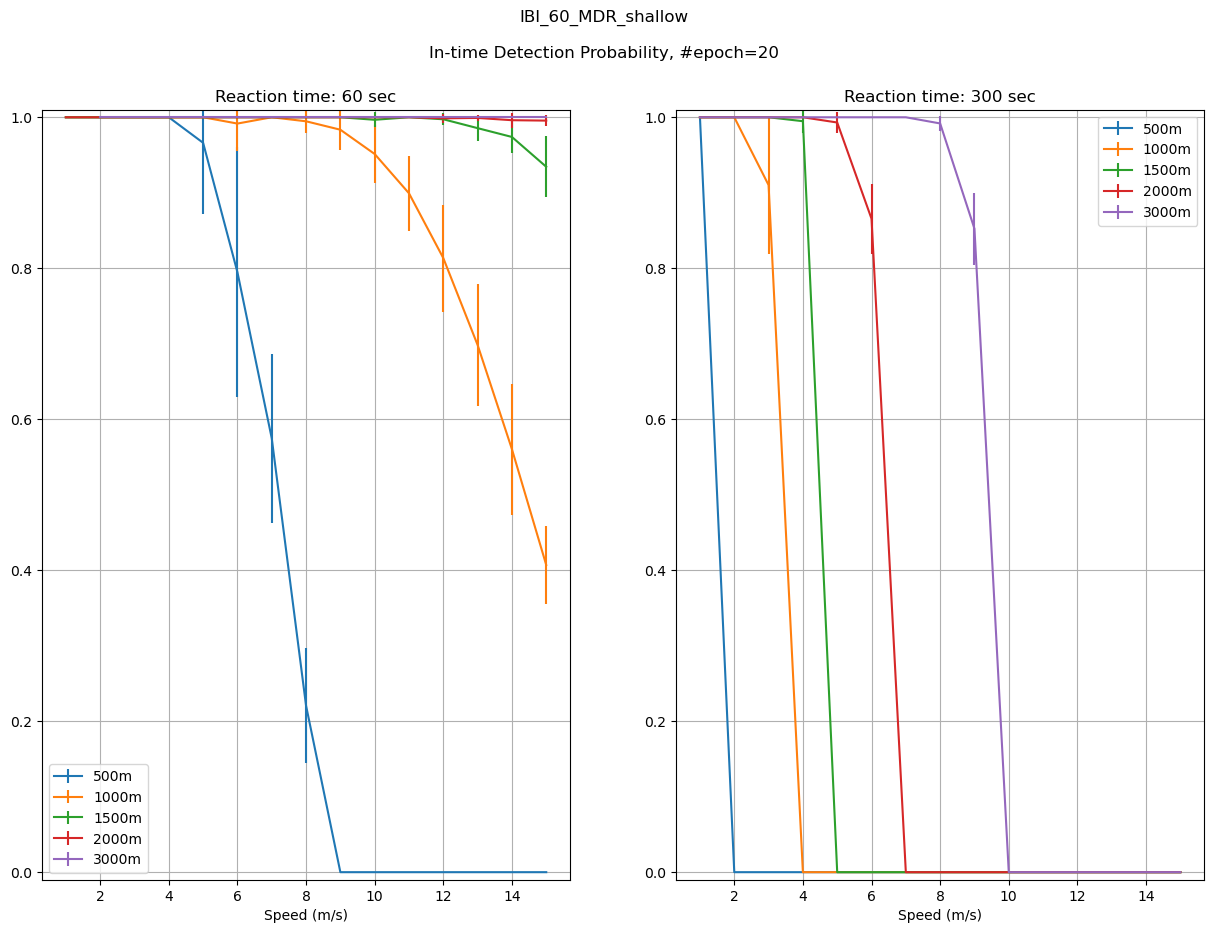 IBI_60_MDR_shallow
In-time Detection Probability, #epoch=20
Reaction time: 60 sec
1.0
0.8
0.6
0.4
0.2
0.0
500m
1000m
1500m
2000m
3000m
2 4 6 8 10 12 14
Speed (m/s)
Reaction time: 300 sec
1.0
0.8
0.6
0.4
0.2
0.0
500m
1000m
1500m
2000m
3000m
2 4 6 8 10 12 14
Speed (m/s)